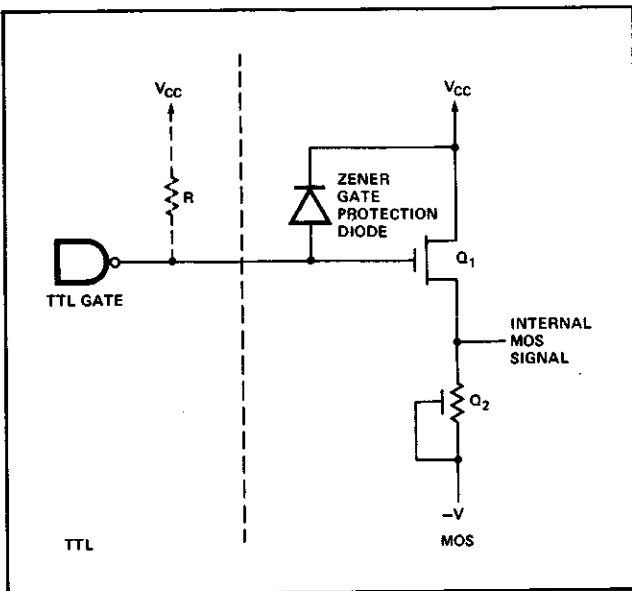 VCC
VCC
R
ZENER
GATE
PROTECTION
DIODE
Q1
TTL GATE
INTERNAL
MOS
SIGNAL
Q2
–V
TTL
MOS